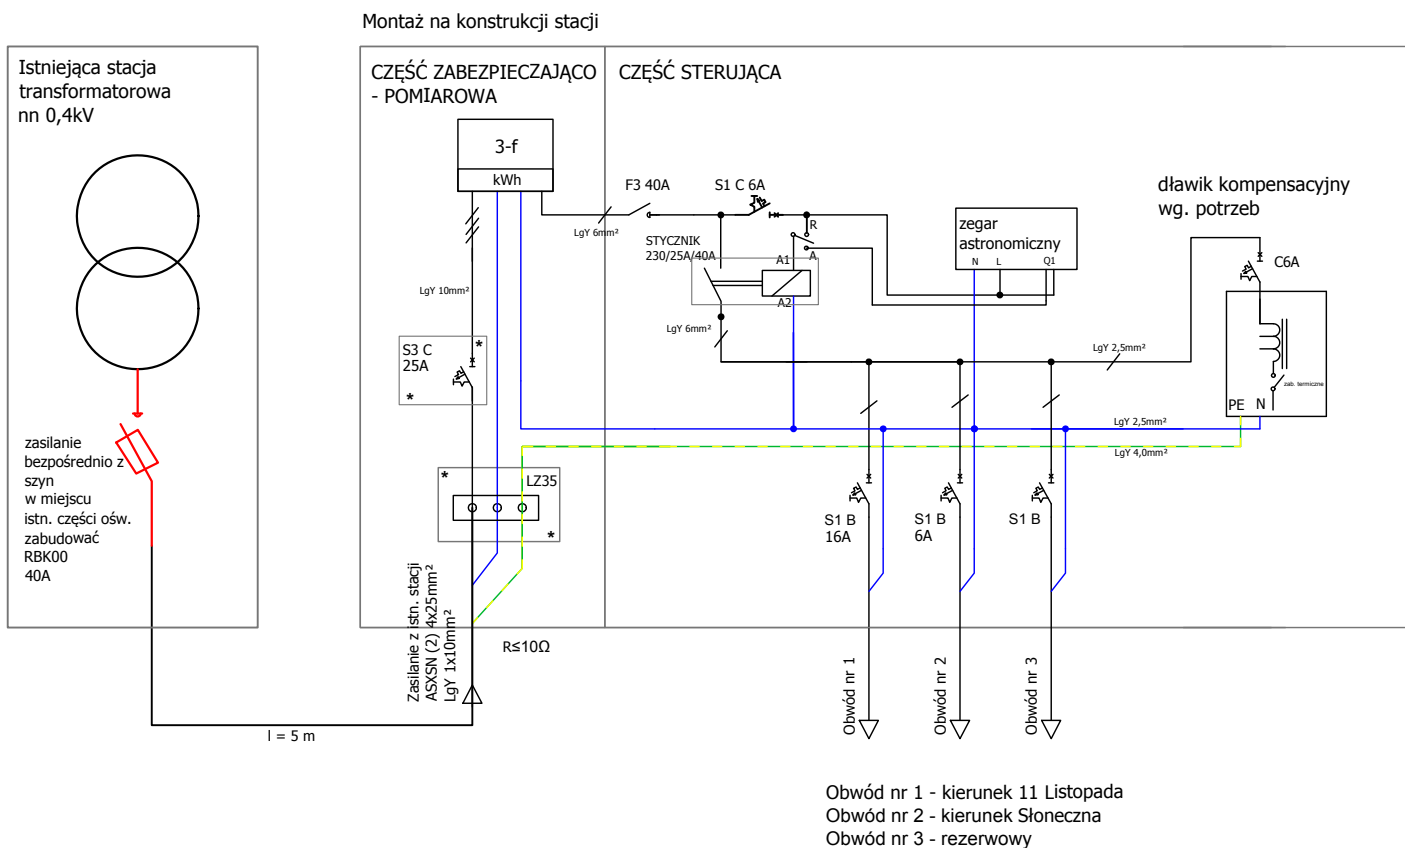 Montaż na konstrukcji stacji
Istniejąca stacja
transformatorowa
nn 0,4kV
zasilanie
bezpośrednio z
szyn
w miejscu
istn. części ośw.
zabudować
RBK00
40A
l = 5 m
CZĘŚĆ ZABEZPIECZAJĄCO
- POMIAROWA
3-f
kWh
LgY 10mm²
S3 C
25A
*
*
*
LZ35
*
Zasilanie z istn. stacji
ASXSN (2) 4x25mm²
LgY 1x10mm²
R≤10Ω
CZĘŚĆ STERUJĄCA
F3 40A
LgY 6mm²
S1 C 6A
STYCZNIK
230/25A/40A
R
A
A1
A2
LgY 6mm²
zegar
astronomiczny
N L Q1
dławik kompensacyjny
wg. potrzeb
C6A
zab. termiczne
PE N
LgY 2,5mm²
LgY 2,5mm²
LgY 4,0mm²
S1 B
16A
S1 B
6A
S1 B
Obwód nr 1
Obwód nr 2
Obwód nr 3
Obwód nr 1 - kierunek 11 Listopada
Obwód nr 2 - kierunek Słoneczna
Obwód nr 3 - rezerwowy